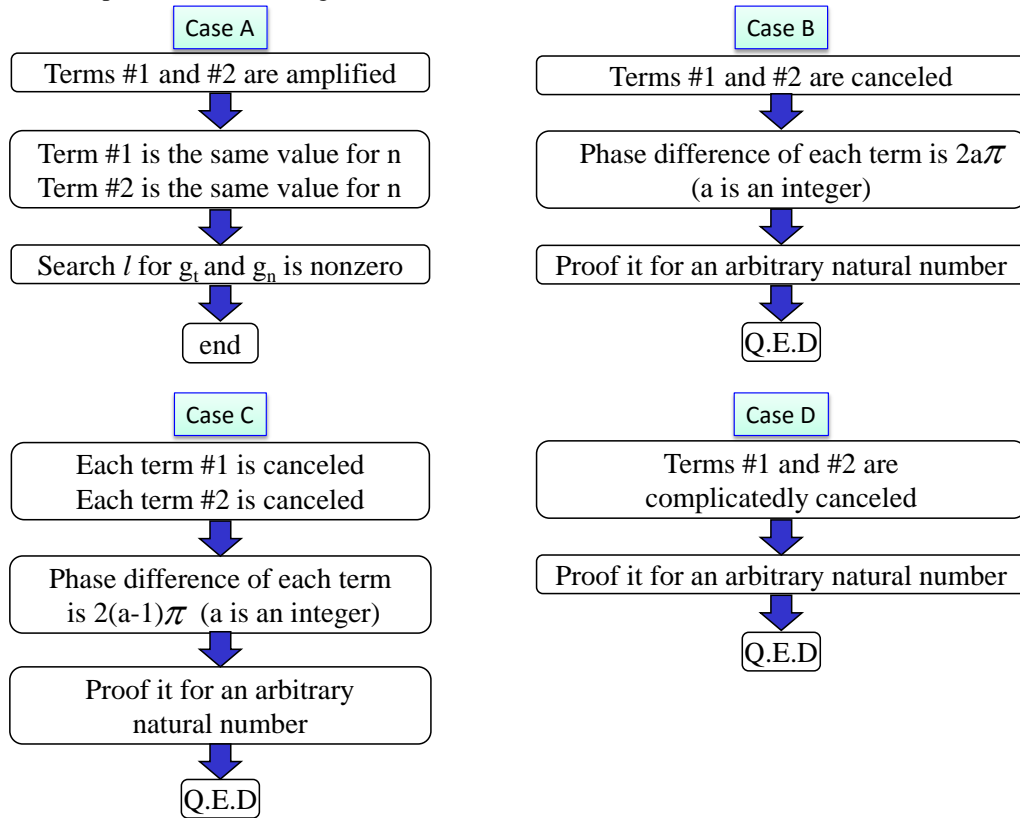 Case A
Terms #1 and #2 are amplified
Term #1 is the same value for n
Term #2 is the same value for n
Search l for g_t and g_n is nonzero
end
Case B
Terms #1 and #2 are canceled
Phase difference of each term is 2aπ
(a is an integer)
Proof it for an arbitrary natural number
Q.E.D
Case C
Each term #1 is canceled
Each term #2 is canceled
Phase difference of each term
is 2(a-1)π (a is an integer)
Proof it for an arbitrary
natural number
Q.E.D
Case D
Terms #1 and #2 are
complicatedly canceled
Proof it for an arbitrary natural number
Q.E.D